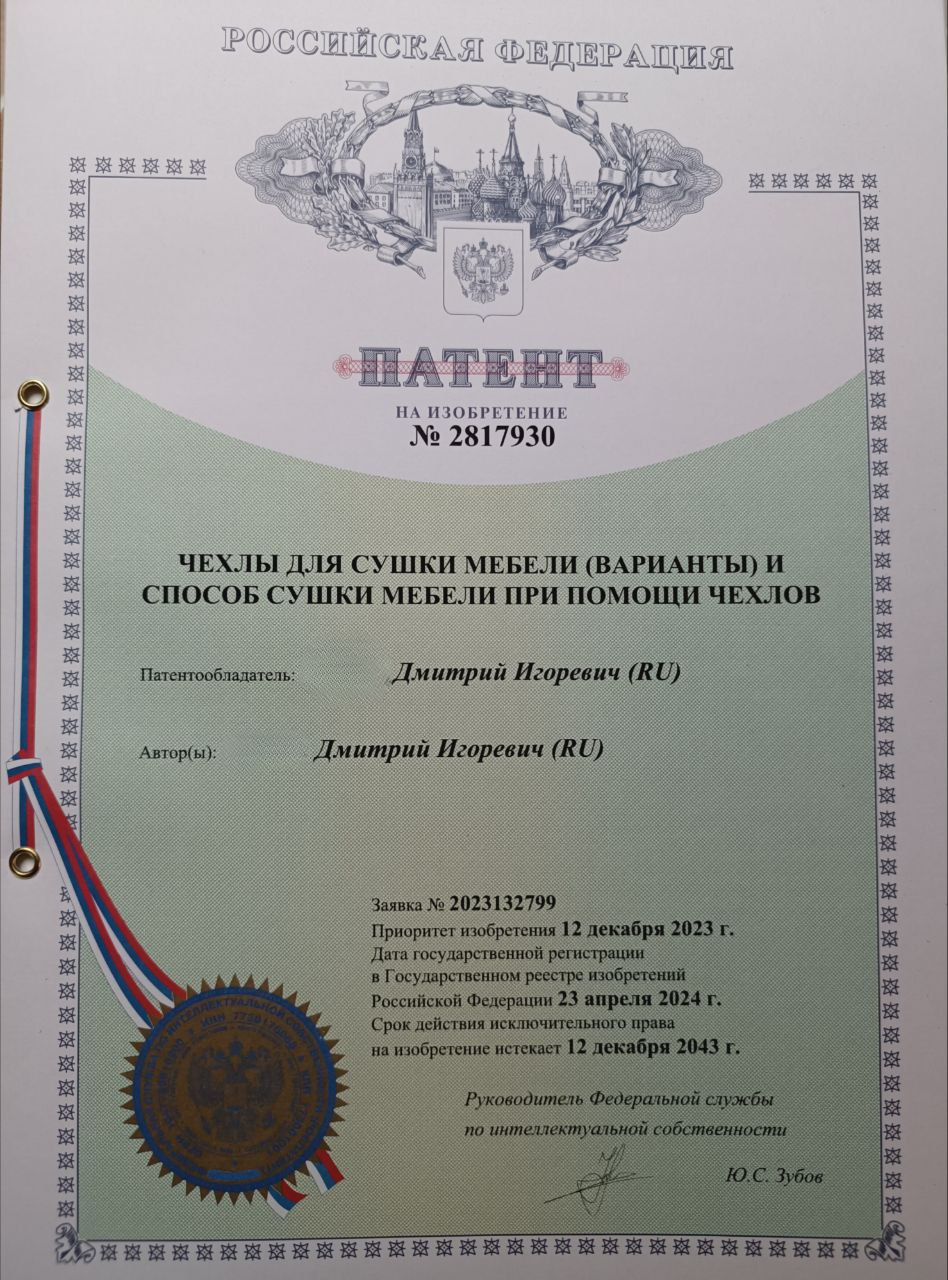 РОССИЙСКАЯ ФЕДЕРАЦИЯ
ПАТЕНТ
НА ИЗОБРЕТЕНИЕ
№ 2817930
ЧЕХЛЫ ДЛЯ СУШКИ МЕБЕЛИ (ВАРИАНТЫ) И
СПОСОБ СУШКИ МЕБЕЛИ ПРИ ПОМОЩИ ЧЕХЛОВ
Патентообладатель: Дмитрий Игоревич (RU)
Автор(ы): Дмитрий Игоревич (RU)
Заявка № 2023132799
Приоритет изобретения 12 декабря 2023 г.
Дата государственной регистрации
в Государственном реестре изобретений
Российской Федерации 23 апреля 2024 г.
Срок действия исключительного права
на изобретение истекает 12 декабря 2043 г.
Руководитель Федеральной службы
по интеллектуальной собственности
Ю.С. Зубов